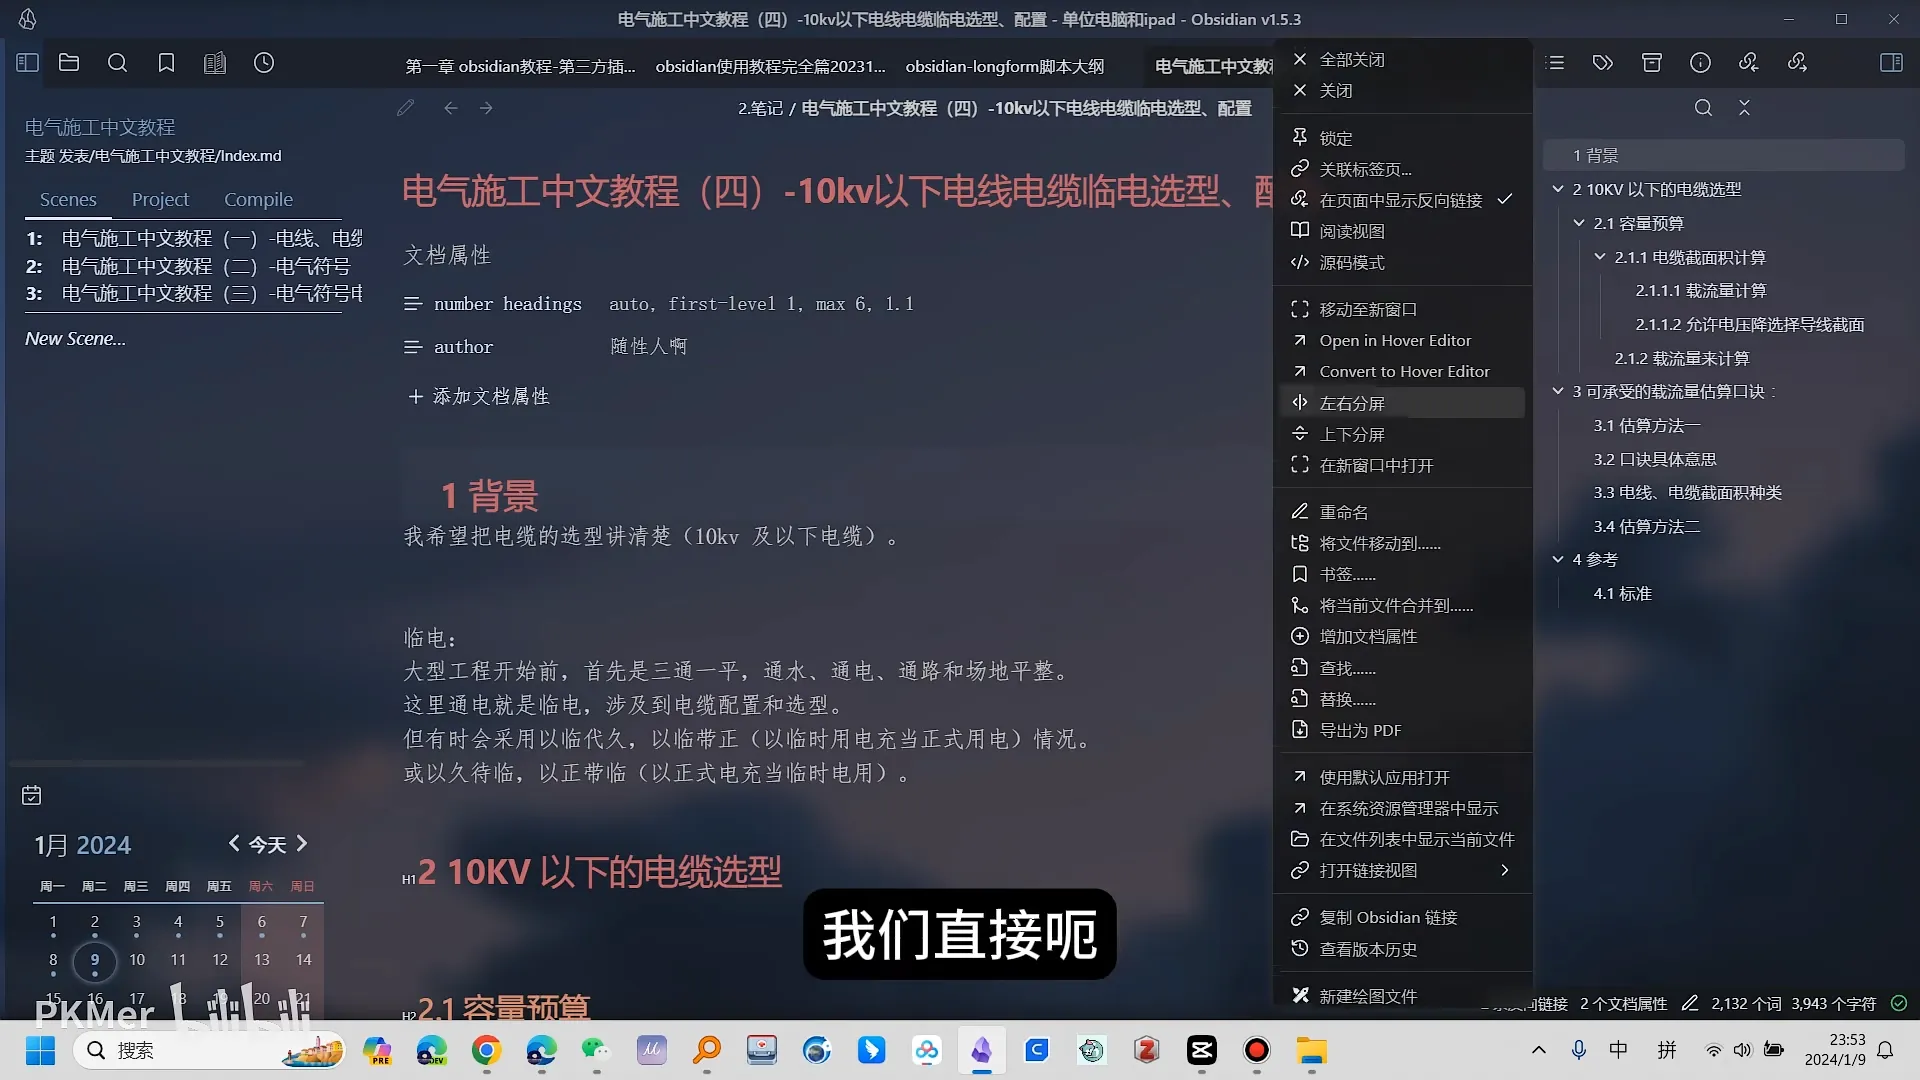 电气施工中文教程（四）-10kv以下电线电缆临电选型、配置 - 单位电脑和ipad - Obsidian v1.5.3
第一章 obsidian教程-第三方插...
obsidian使用教程完全篇20231...
obsidian-longform脚本大纲
电气施工中文教
2.笔记 / 电气施工中文教程（四）-10kv以下电线电缆临电选型、配置
电气施工中文教程
主题 发表/电气施工中文教程/Index.md
Scenes Project Compile
1: 电气施工中文教程（一）-电线、电缆
2: 电气施工中文教程（二）-电气符号
3: 电气施工中文教程（三）-电气符号
New Scene...
1月 2024
今天
周一 周二 周三 周四 周五 周六 周日
1 2 3 4 5 6 7
8 9 10 11 12 13 14
15 16 17 18 19 20 21
PKMer
bilibili
电气施工中文教程（四）-10kv以下电线电缆临电选型、
文档属性
number headings auto, first-level 1, max 6, 1.1
author 随性人啊
添加文档属性
1 背景
我希望把电缆的选型讲清楚（10kv 及以下电缆）。
临电：
大型工程开始前，首先是三通一平，通水、通电、通路和场地平整。
这里通电就是临电，涉及到电缆配置和选型。
但有时会采用以临代久，以临带正（以临时用电充当正式用电）情况。
或以久待临，以正带临（以正式电充当临时电用）。
H1 2 10KV 以下的电缆选型
H2 2.1 容量预算
我们直接呃
全部关闭
关闭
锁定
关联标签页...
在页面中显示反向链接
阅读视图
源码模式
移动至新窗口
Open in Hover Editor
Convert to Hover Editor
左右分屏
上下分屏
在新窗口中打开
重命名
将文件移动到......
书签......
将当前文件合并到......
增加文档属性
查找......
替换......
导出为 PDF
使用默认应用打开
在系统资源管理器中显示
在文件列表中显示当前文件
打开链接视图
复制 Obsidian 链接
查看版本历史
新建绘图文件
1 背景
2 10KV 以下的电缆选型
2.1 容量预算
2.1.1 电缆截面积计算
2.1.1.1 载流量计算
2.1.1.2 允许电压降选择导线截面
2.1.2 载流量来计算
3 可承受的载流量估算口诀：
3.1 估算方法一
3.2 口诀具体意思
3.3 电线、电缆截面积种类
3.4 估算方法二
4 参考
4.1 标准
链接 2 个文档属性 2,132 个词 3,943 个字符
搜索
PRE
DEV
中
拼
23:53
2024/1/9